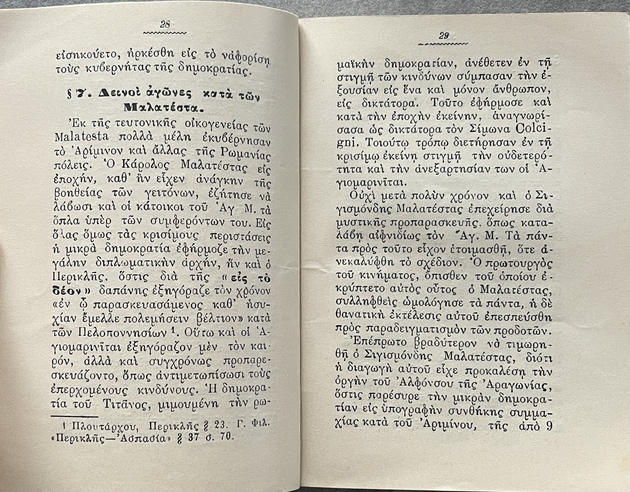 28
εἰσηκούετο, ἠρκέσθη εἰς τὸ νἀφορίση
τοὺς κυβερνήτας τῆς δημοκρατίας.
§ 7. Δεινοὶ ἀγῶνες κατὰ τῶν
Μαλατέστα.
Ἐκ τῆς τευτονικῆς οἰκογενείας τῶν
Malatesta πολλὰ μέλη ἐκυβέρνησαν
τὸ Ἀρίμινον καὶ ἄλλας τῆς Ρωμανίας
πόλεις. Ὁ Κάρολος Μαλατέστας εἰς
ἐποχήν, καθ' ἣν εἶχεν ἀνάγκην τῆς
βοηθείας τῶν γειτόνων, ἐζήτησε νὰ
λάβωσι καὶ οἱ κάτοικοι τοῦ Ἁγ. Μ. τὰ
ὅπλα ὑπὲρ τῶν συμφερόντων του. Εἰς
ὅλας ὅμως τὰς κρισίμους περιστάσεις
ἡ μικρὰ δημοκρατία ἐφήρμοζε τὴν με-
γάλην διπλωματικὴν ἀρχήν, ἣν καὶ ὁ
Περικλῆς, ὅστις διὰ τῆς «εἰς τὸ
δέον» δαπάνης ἐξηγόραζε τὸν χρόνον
«ἐν ᾧ παρασκευασάμενος καθ' ἡσυ-
χίαν ἔμελλε πολεμήσειν βέλτιον» κατὰ
τῶν Πελοποννησίων ¹. Οὕτω καὶ οἱ Ἁ-
γιομαρινῖται ἐξηγόραζον μὲν τὸν και-
ρόν, ἀλλὰ καὶ συγχρόνως προπαρε-
σκευάζοντο, ὅπως ἀντιμετωπίσωσι τοὺς
ἐπερχομένους κινδύνους. Ἡ δημοκρα-
τία τοῦ Τιτᾶνος, μιμουμένη τὴν ρω-
¹ Πλουτάρχου, Περικλῆς § 23. Γ. Φιλ.
«Περικλῆς—Ἀσπασία» § 37 σ. 70.
29
μαϊκὴν δημοκρατίαν, ἀνέθετεν ἐν τῇ
στιγμῇ τῶν κινδύνων σύμπασαν τὴν ἐ-
ξουσίαν εἰς ἕνα καὶ μόνον ἄνθρωπον,
εἰς δικτάτορα. Τοῦτο ἐφήρμοσε καὶ
κατὰ τὴν ἐποχὴν ἐκείνην, ἀναγνωρί-
σασα ὡς δικτάτορα τὸν Σίμωνα Colci-
gni. Τοιούτῳ τρόπῳ διετήρησαν ἐν τῇ
κρισίμῳ ἐκείνῃ στιγμῇ τὴν οὐδετερό-
τητα καὶ τὴν ἀνεξαρτησίαν των οἱ Ἁ-
γιομαρινῖται.
Οὐχὶ μετὰ πολὺν χρόνον καὶ ὁ Σι-
γισμόνδης Μαλατέστας ἐπεχείρησε διὰ
μυστικῆς προπαρασκευῆς, ὅπως κατα-
λάβῃ αἰφνιδίως τὸν Ἅγ. Μ. Τὰ πάν-
τα πρὸς τοῦτο εἶχον ἑτοιμασθῆ, ὅτε ἀ-
νεκαλύφθη τὸ σχέδιον. Ὁ πρωτουργὸς
τοῦ κινήματος, ὄπισθεν τοῦ ὁποίου ἐ-
κρύπτετο αὐτὸς οὗτος ὁ Μαλατέστας,
συλληφθεὶς ὡμολόγησε τὰ πάντα, ἡ δὲ
θανατικὴ ἐκτέλεσις αὐτοῦ ἐπεσπεύσθη
πρὸς παραδειγματισμὸν τῶν προδοτῶν.
Ἐπέπρωτο βραδύτερον νὰ τιμωρη-
θῇ ὁ Σιγισμόνδης Μαλατέστας, διότι
ἡ διαγωγὴ αὐτοῦ εἶχε προκαλέσῃ τὴν
ὀργὴν τοῦ Ἀλφόνσου τῆς Ἀραγωνίας,
ὅστις παρέσυρε τὴν μικρὰν δημοκρα-
τίαν εἰς ὑπογραφὴν συνθήκης συμμα-
χίας κατὰ τοῦ Ἀριμίνου, τῆς ἀπὸ 9